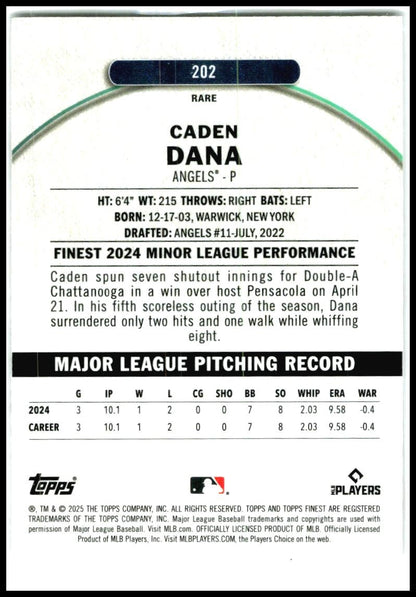 202
RARE
CADEN
DANA
ANGELS® - P
HT: 6'4" WT: 215 THROWS: RIGHT BATS: LEFT
BORN: 12-17-03, WARWICK, NEW YORK
DRAFTED: ANGELS #11-JULY, 2022
FINEST 2024 MINOR LEAGUE PERFORMANCE
Caden spun seven shutout innings for Double-A
Chattanooga in a win over host Pensacola on April
21. In his fifth scoreless outing of the season, Dana
surrendered only two hits and one walk while whiffing
eight.
MAJOR LEAGUE PITCHING RECORD
G IP W L CG SHO BB SO WHIP ERA WAR
2024 3 10.1 1 2 0 0 7 8 2.03 9.58 -0.4
CAREER 3 10.1 1 2 0 0 7 8 2.03 9.58 -0.4
topps
MLB PLAYERS
®, TM & © 2025 THE TOPPS COMPANY, INC. ALL RIGHTS RESERVED. TOPPS AND TOPPS FINEST ARE REGISTERED
TRADEMARKS OF THE TOPPS COMPANY, INC. Major League Baseball trademarks and copyrights are used with
permission of Major League Baseball. Visit MLB.com. OFFICIALLY LICENSED PRODUCT OF MLB. Officially Licensed
Product of MLB Players, Inc. Visit MLBPLAYERS.COM, the Players Choice on the web.